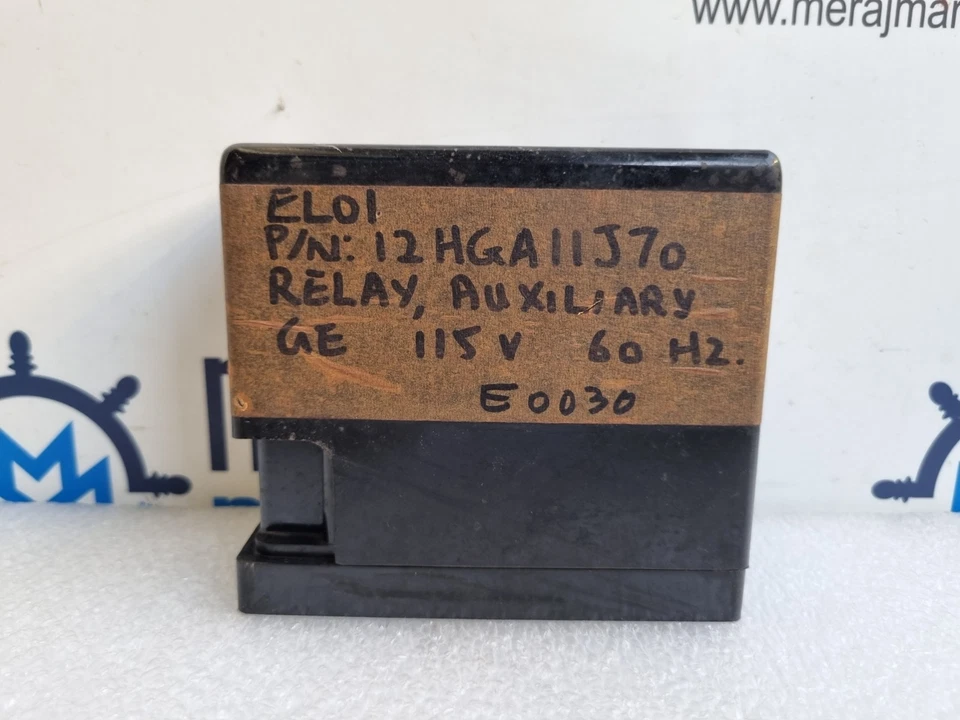 www.merajmar
EL01
P/N: 12HGA11J70
RELAY, AUXILIARY
GE 115V 60 HZ.
E0030